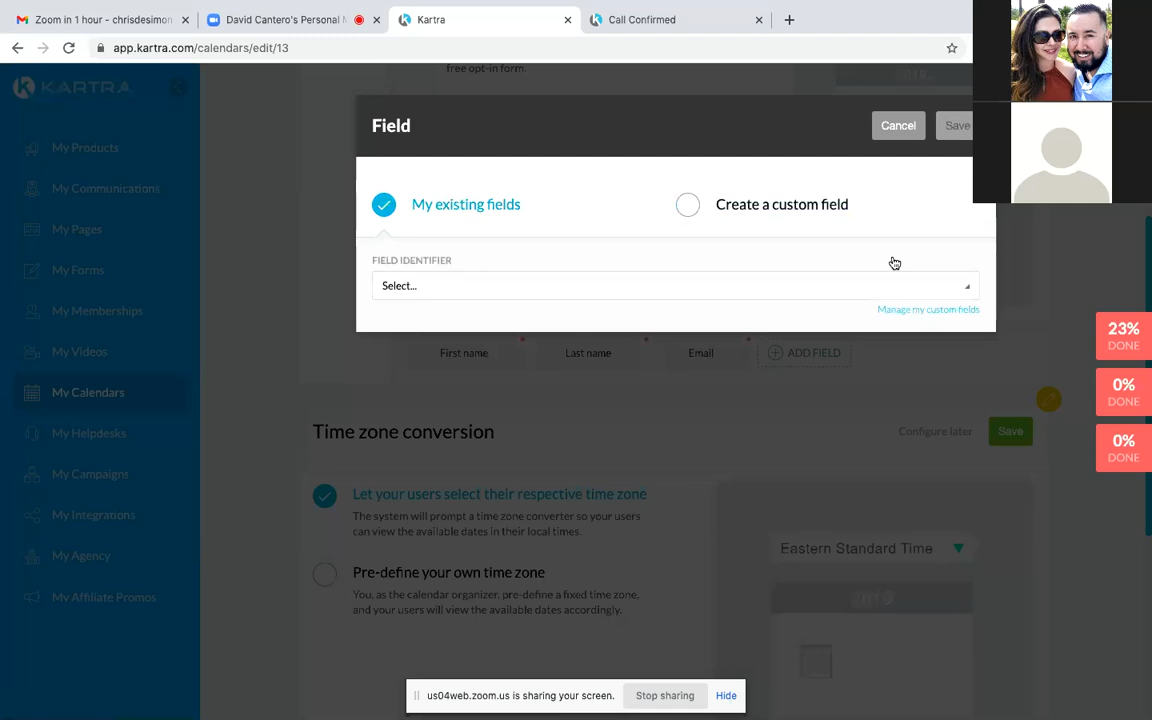 Zoom in 1 hour - chrisdesimon
David Cantero's Personal M
Kartra
Call Confirmed
app.kartra.com/calendars/edit/13
KARTRA
My Products
My Communications
My Pages
My Forms
My Memberships
My Videos
My Calendars
My Helpdesks
My Campaigns
My Integrations
My Agency
My Affiliate Promos
free opt-in form.
Field
Cancel
Save
My existing fields
Create a custom field
FIELD IDENTIFIER
Select...
Manage my custom fields
First name
Last name
Email
ADD FIELD
23%
DONE
0%
DONE
0%
DONE
Time zone conversion
Configure later
Save
Let your users select their respective time zone
The system will prompt a time zone converter so your users
can view the available dates in their local times.
Pre-define your own time zone
You, as the calendar organizer, pre-define a fixed time zone,
and your users will view the available dates accordingly.
Eastern Standard Time
2019
us04web.zoom.us is sharing your screen.
Stop sharing
Hide